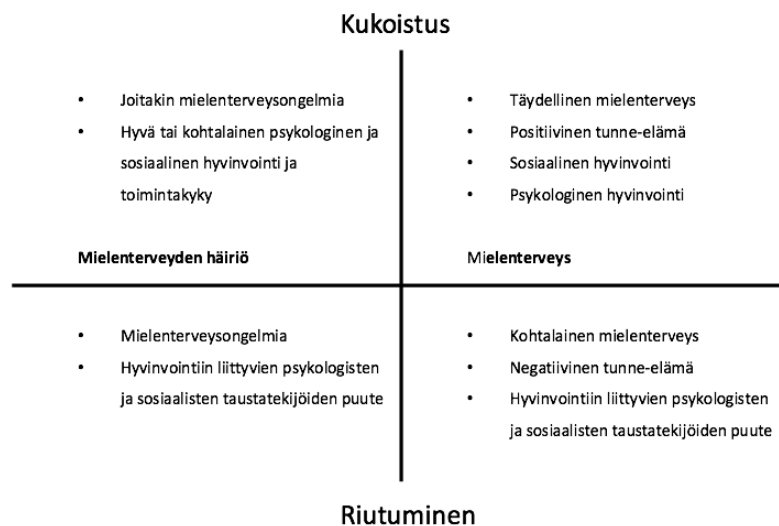 Kukoistus
• Joitakin mielenterveysongelmia
• Hyvä tai kohtalainen psykologinen ja
sosiaalinen hyvinvointi ja
toimintakyky
Mielenterveyden häiriö
• Täydellinen mielenterveys
• Positiivinen tunne-elämä
• Sosiaalinen hyvinvointi
• Psykologinen hyvinvointi
Mielenterveys
• Mielenterveysongelmia
• Hyvinvointiin liittyvien psykologisten
ja sosiaalisten taustatekijöiden puute
• Kohtalainen mielenterveys
• Negatiivinen tunne-elämä
• Hyvinvointiin liittyvien psykologisten
ja sosiaalisten taustatekijöiden puute
Riutuminen